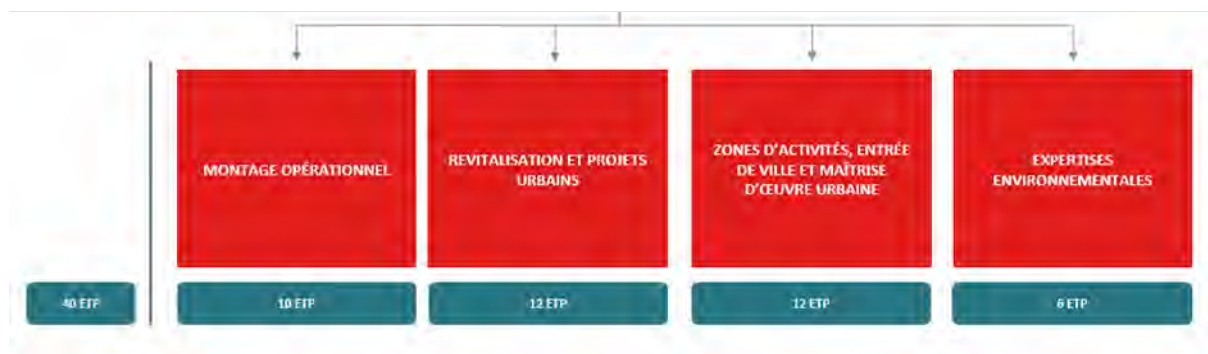 MONTAGE OPÉRATIONNEL
REVITALISATION ET PROJETS
URBAINS
ZONES D'ACTIVITÉS, ENTRÉE
DE VILLE ET MAÎTRISE
D'ŒUVRE URBAINE
EXPERTISES
ENVIRONNEMENTALES
40 ETP
10 ETP
12 ETP
12 ETP
6 ETP